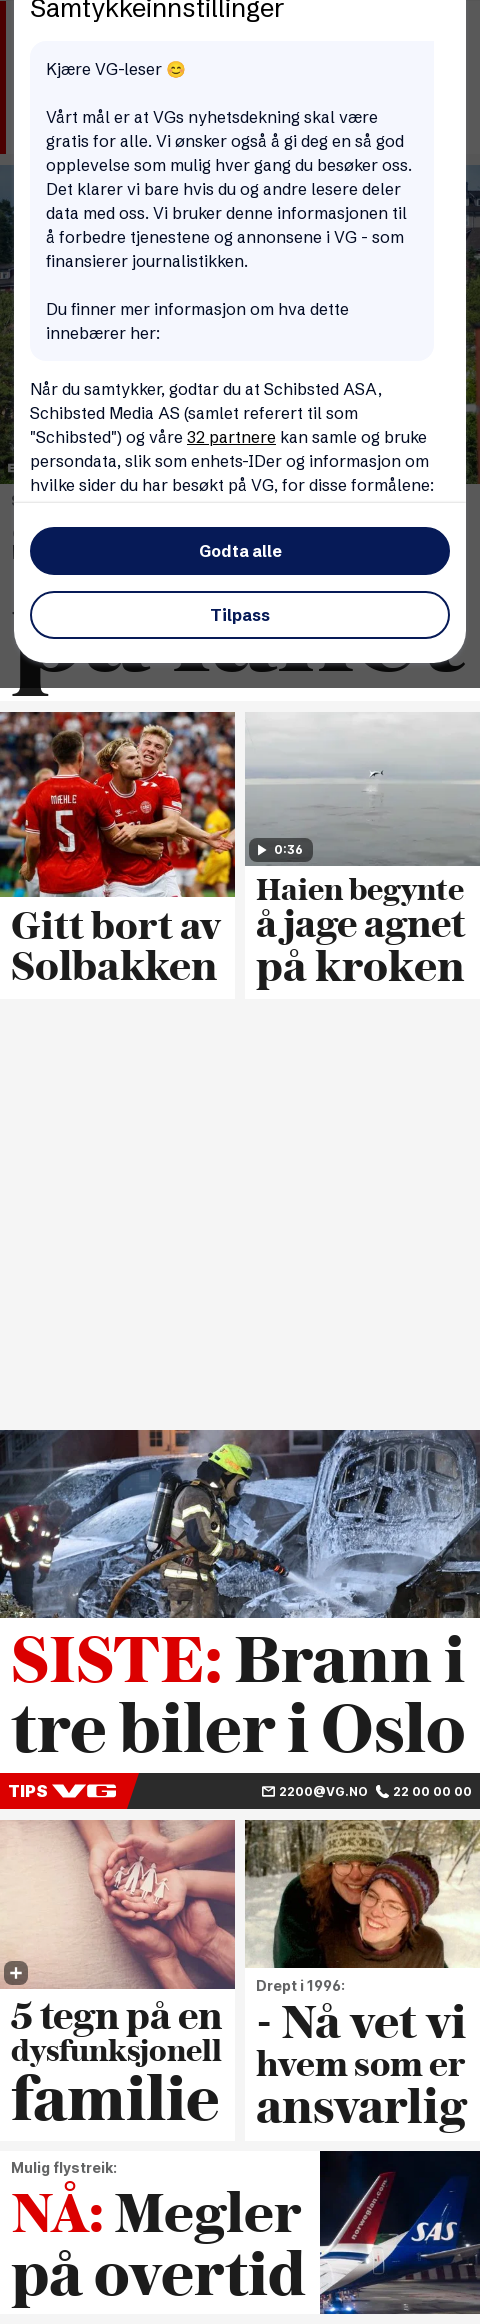 Samtykkeinnstillinger
Kjære VG-leser 😊
Vårt mål er at VGs nyhetsdekning skal være
gratis for alle. Vi ønsker også å gi deg en så god
opplevelse som mulig hver gang du besøker oss.
Det klarer vi bare hvis du og andre lesere deler
data med oss. Vi bruker denne informasjonen til
å forbedre tjenestene og annonsene i VG - som
finansierer journalistikken.
Du finner mer informasjon om hva dette
innebærer her:
Når du samtykker, godtar du at Schibsted ASA,
Schibsted Media AS (samlet referert til som
"Schibsted") og våre 32 partnere kan samle og bruke
persondata, slik som enhets-IDer og informasjon om
hvilke sider du har besøkt på VG, for disse formålene:
Godta alle
Tilpass
MÆHLE
5
0:36
Gitt bort av
Solbakken
Haien begynte
å jage agnet
på kroken
SISTE: Brann i
tre biler i Oslo
TIPS VG
2200@VG.NO 22 00 00 00
5 tegn på en
dysfunksjonell
familie
Drept i 1996:
- Nå vet vi
hvem som er
ansvarlig
Mulig flystreik:
NÅ: Megler
på overtid
norwegian.com
SAS